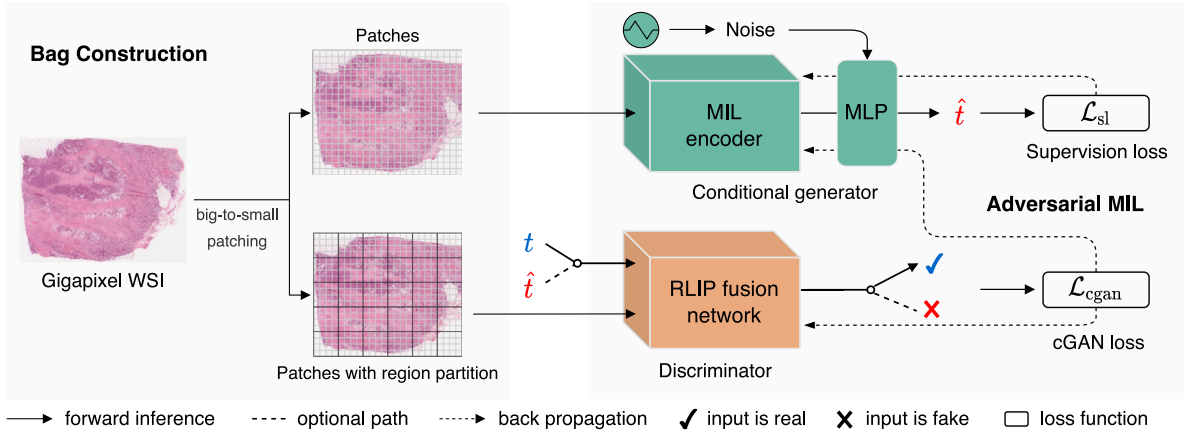 Bag Construction
Patches
Noise
MIL
encoder
MLP
t̂
ℒsl
Supervision loss
Conditional generator
Adversarial MIL
big-to-small
patching
Gigapixel WSI
t
t̂
RLIP fusion
network
ℒcgan
cGAN loss
Patches with region partition
Discriminator
forward inference
optional path
back propagation
input is real
input is fake
loss function